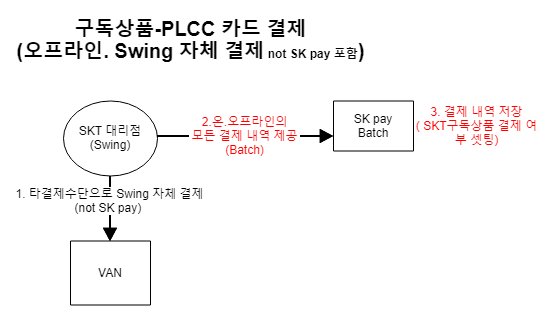 구독상품-PLCC 카드 결제
(오프라인. Swing 자체 결제 not SK pay 포함)
SKT 대리점
(Swing)
2.온.오프라인의
모든 결제 내역 제공
(Batch)
SK pay
Batch
3. 결제 내역 저장
( SKT구독상품 결제 여
부 셋팅)
1. 타결제수단으로 Swing 자체 결제
(not SK pay)
VAN